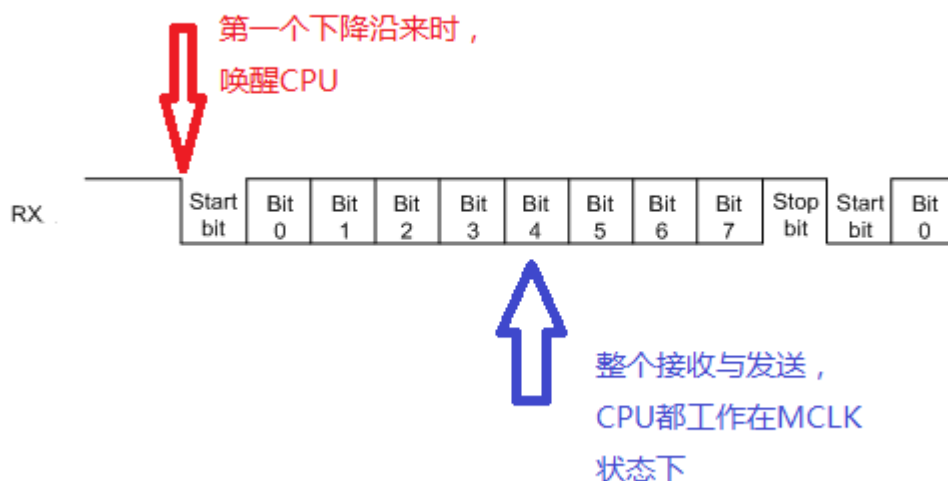 第一个下降沿来时，
唤醒CPU
RX
Start bit
Bit 0
Bit 1
Bit 2
Bit 3
Bit 4
Bit 5
Bit 6
Bit 7
Stop bit
Start bit
Bit 0
整个接收与发送，
CPU都工作在MCLK
状态下